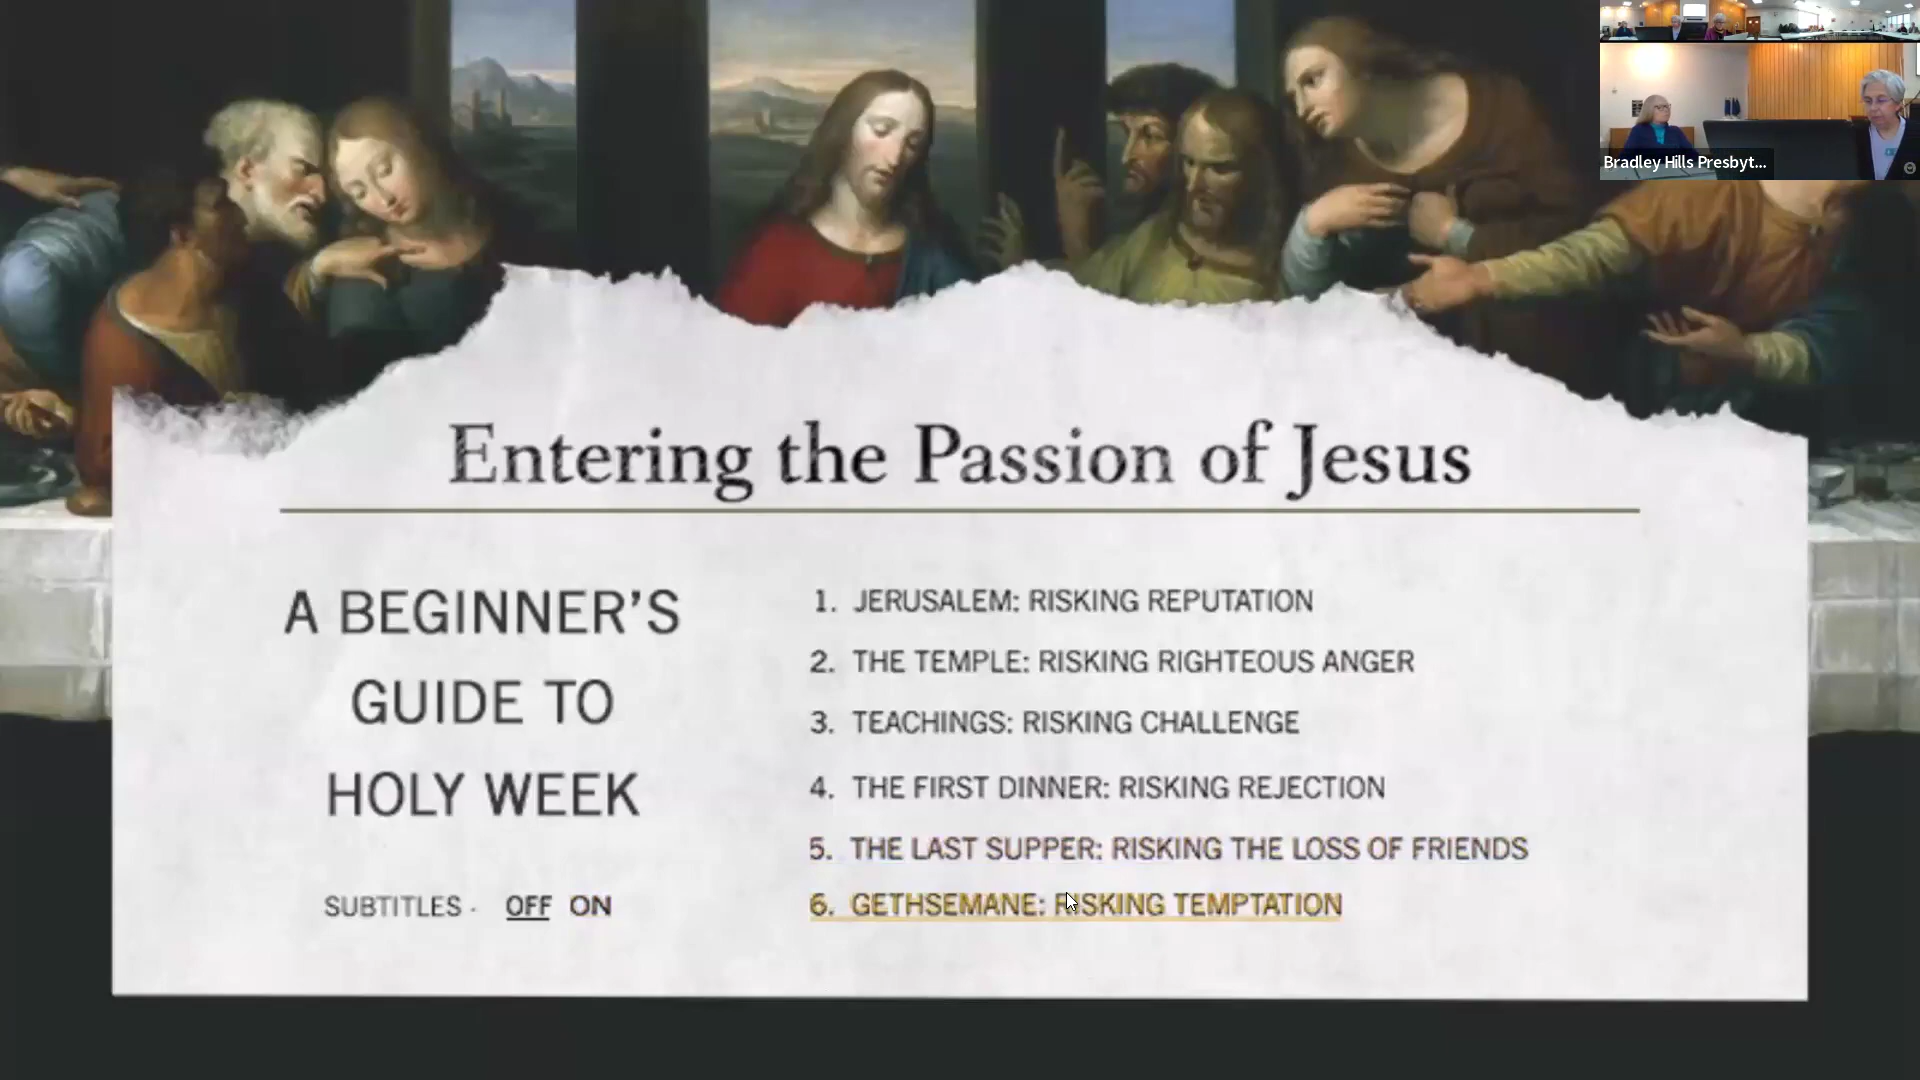 Bradley Hills Presbyt...
Entering the Passion of Jesus
A BEGINNER'S
GUIDE TO
HOLY WEEK
SUBTITLES - OFF ON
1. JERUSALEM: RISKING REPUTATION
2. THE TEMPLE: RISKING RIGHTEOUS ANGER
3. TEACHINGS: RISKING CHALLENGE
4. THE FIRST DINNER: RISKING REJECTION
5. THE LAST SUPPER: RISKING THE LOSS OF FRIENDS
6. GETHSEMANE: RISKING TEMPTATION